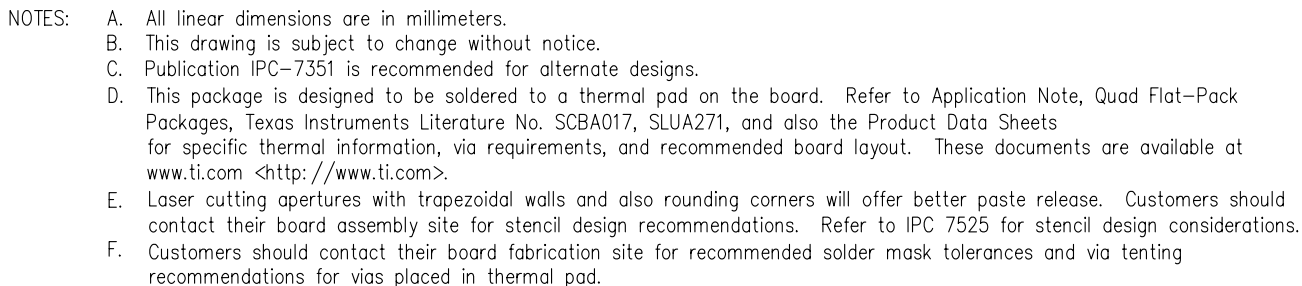 NOTES: A. All linear dimensions are in millimeters.
B. This drawing is subject to change without notice.
C. Publication IPC-7351 is recommended for alternate designs.
D. This package is designed to be soldered to a thermal pad on the board. Refer to Application Note, Quad Flat-Pack
Packages, Texas Instruments Literature No. SCBA017, SLUA271, and also the Product Data Sheets
for specific thermal information, via requirements, and recommended board layout. These documents are available at
www.ti.com <http://www.ti.com>.
E. Laser cutting apertures with trapezoidal walls and also rounding corners will offer better paste release. Customers should
contact their board assembly site for stencil design recommendations. Refer to IPC 7525 for stencil design considerations.
F. Customers should contact their board fabrication site for recommended solder mask tolerances and via tenting
recommendations for vias placed in thermal pad.